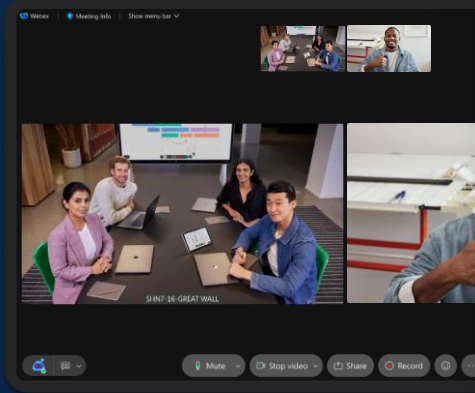 Webex
Meeting Info
Show menu bar
SHN7-16-GREAT WALL
Mute
Stop video
Share
Record